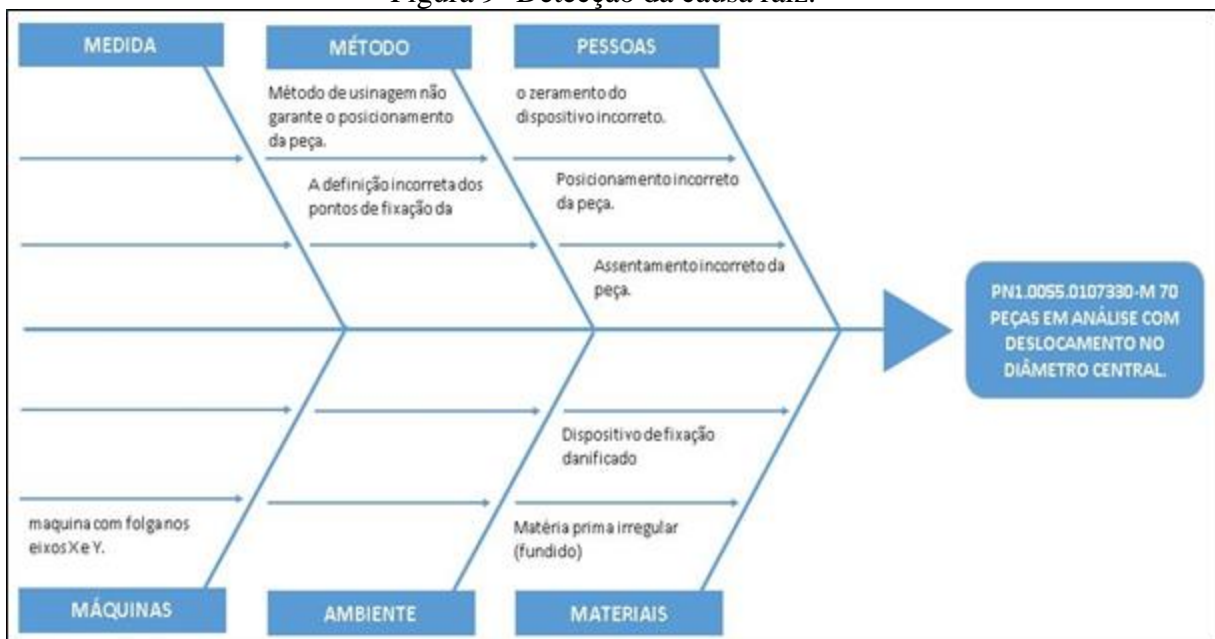 Figura 9- Detecção da causa raiz.
MEDIDA
MÉTODO
PESSOAS
Método de usinagem não
garante o posicionamento
da peça.
o zeramento do
dispositivo incorreto.
A definição incorreta dos
pontos de fixação da
Posicionamento incorreto
da peça.
Assentamento incorreto da
peça.
PN1.0055.0107330-M 70
PEÇAS EM ANÁLISE COM
DESLOCAMENTO NO
DIÂMETRO CENTRAL.
Dispositivo de fixação
danificado
maquina com folga nos
eixos X e Y.
Matéria prima irregular
(fundido)
MÁQUINAS
AMBIENTE
MATERIAIS